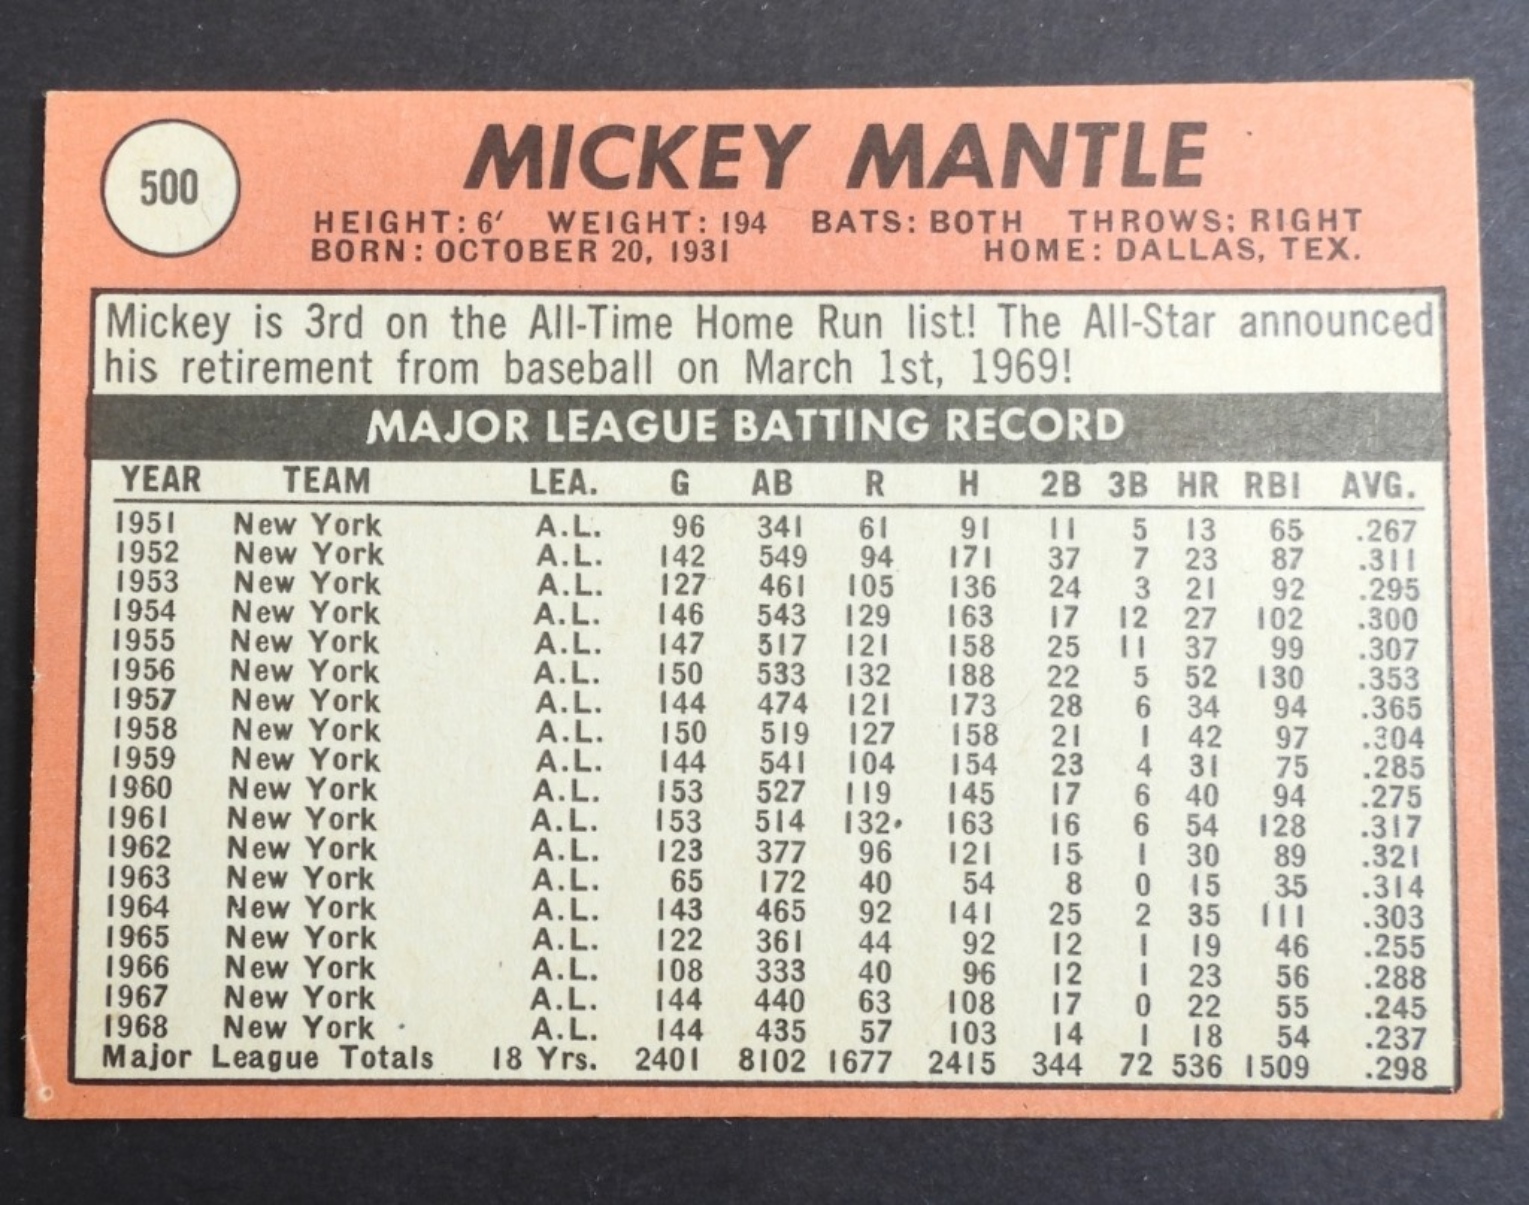 500
MICKEY MANTLE
HEIGHT: 6' WEIGHT: 194 BATS: BOTH THROWS: RIGHT
BORN: OCTOBER 20, 1931 HOME: DALLAS, TEX.
Mickey is 3rd on the All-Time Home Run list! The All-Star announced
his retirement from baseball on March 1st, 1969!
MAJOR LEAGUE BATTING RECORD
YEAR TEAM LEA. G AB R H 2B 3B HR RBI AVG.
1951 New York A.L. 96 341 61 91 11 5 13 65 .267
1952 New York A.L. 142 549 94 171 37 7 23 87 .311
1953 New York A.L. 127 461 105 136 24 3 21 92 .295
1954 New York A.L. 146 543 129 163 17 12 27 102 .300
1955 New York A.L. 147 517 121 158 25 11 37 99 .307
1956 New York A.L. 150 533 132 188 22 5 52 130 .353
1957 New York A.L. 144 474 121 173 28 6 34 94 .365
1958 New York A.L. 150 519 127 158 21 1 42 97 .304
1959 New York A.L. 144 541 104 154 23 4 31 75 .285
1960 New York A.L. 153 527 119 145 17 6 40 94 .275
1961 New York A.L. 153 514 132 163 16 6 54 128 .317
1962 New York A.L. 123 377 96 121 15 1 30 89 .321
1963 New York A.L. 65 172 40 54 8 0 15 35 .314
1964 New York A.L. 143 465 92 141 25 2 35 111 .303
1965 New York A.L. 122 361 44 92 12 1 19 46 .255
1966 New York A.L. 108 333 40 96 12 1 23 56 .288
1967 New York A.L. 144 440 63 108 17 0 22 55 .245
1968 New York A.L. 144 435 57 103 14 1 18 54 .237
Major League Totals 18 Yrs. 2401 8102 1677 2415 344 72 536 1509 .298